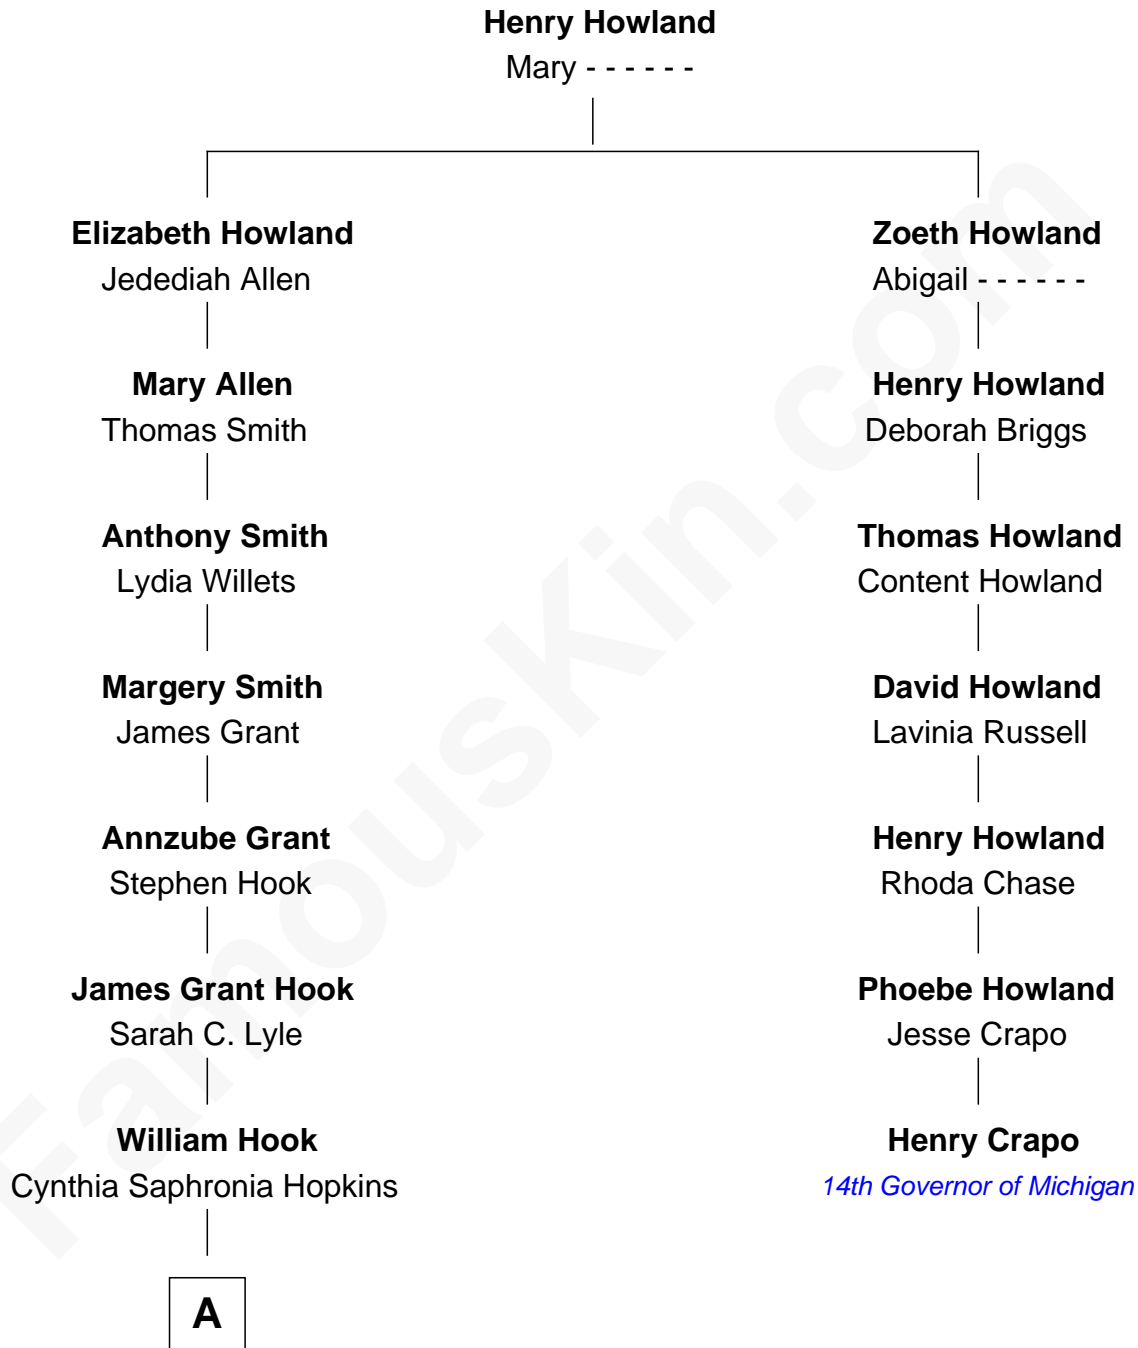 Henry Howland
Mary - - - - - -
Elizabeth Howland
Jedediah Allen
Zoeth Howland
Abigail - - - - - -
Mary Allen
Thomas Smith
Henry Howland
Deborah Briggs
Anthony Smith
Lydia Willets
Thomas Howland
Content Howland
Margery Smith
James Grant
David Howland
Lavinia Russell
Annzube Grant
Stephen Hook
Henry Howland
Rhoda Chase
James Grant Hook
Sarah C. Lyle
Phoebe Howland
Jesse Crapo
William Hook
Cynthia Saphronia Hopkins
Henry Crapo
14th Governor of Michigan
A
FamousKin.com